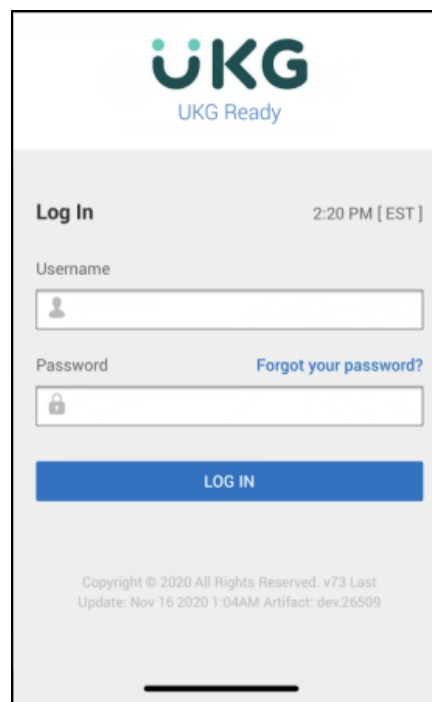 UKG
UKG Ready
Log In 2:20 PM [ EST ]
Username
Password Forgot your password?
LOG IN
Copyright © 2020 All Rights Reserved. v73 Last
Update: Nov 16 2020 1:04AM Artifact: dev.26509